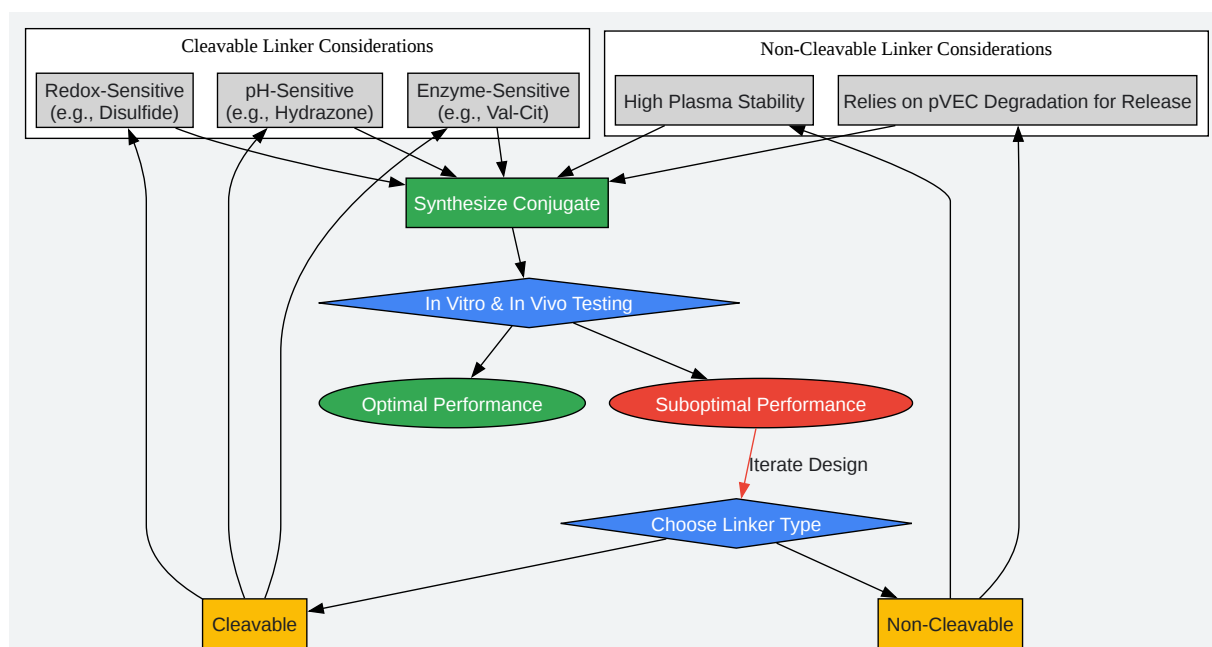 Cleavable Linker Considerations
Non-Cleavable Linker Considerations
Redox-Sensitive
(e.g., Disulfide)
pH-Sensitive
(e.g., Hydrazone)
Enzyme-Sensitive
(e.g., Val-Cit)
High Plasma Stability
Relies on pVEC Degradation for Release
Synthesize Conjugate
In Vitro & In Vivo Testing
Optimal Performance
Suboptimal Performance
Iterate Design
Choose Linker Type
Cleavable
Non-Cleavable